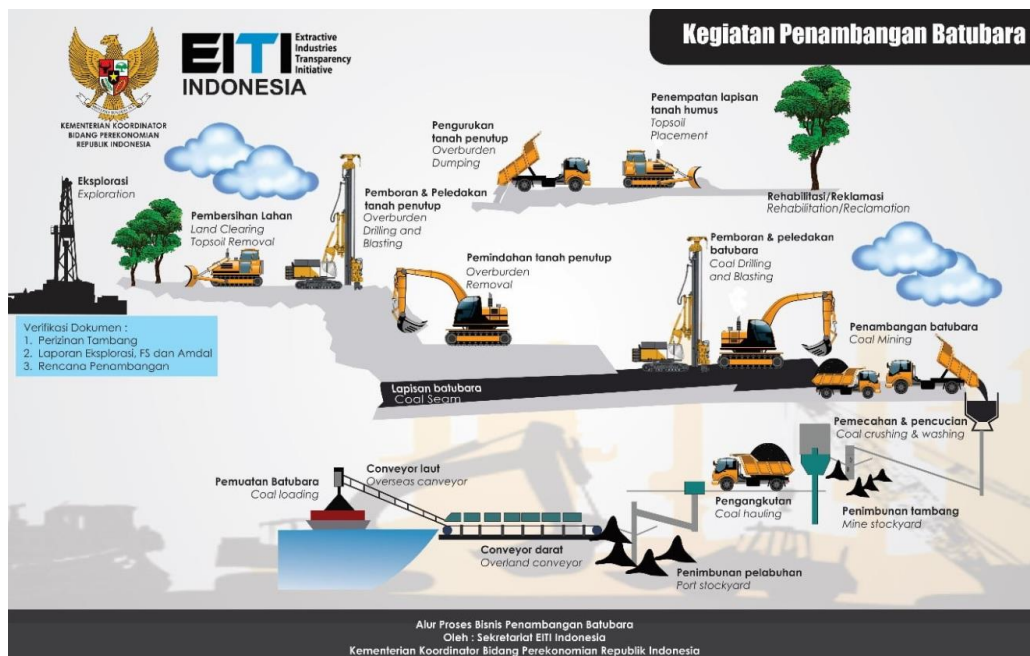 Kegiatan Penambangan Batubara
EITI
Extractive
Industries
Transparency
Initiative
INDONESIA
KEMENTERIAN KOORDINATOR
BIDANG PEREKONOMIAN
REPUBLIK INDONESIA
Pengurukan
tanah penutup
Overburden
Dumping
Penempatan lapisan
tanah humus
Topsoil
Placement
Rehabilitasi/Reklamasi
Rehabilitation/Reclamation
Eksplorasi
Exploration
Pembersihan Lahan
Land Clearing
Topsoil Removal
Pemboran & Peledakan
tanah penutup
Overburden
Drilling and
Blasting
Pemindahan tanah penutup
Overburden
Removal
Pemboran & peledakan
batubara
Coal Drilling
and Blasting
Penambangan batubara
Coal Mining
Verifikasi Dokumen :
1. Perizinan Tambang
2. Laporan Eksplorasi, FS dan Amdal
3. Rencana Penambangan
Lapisan batubara
Coal Seam
Pemecahan & pencucian
Coal crushing & washing
Pemuatan Batubara
Coal loading
Conveyor laut
Overseas canveyor
Pengangkutan
Coal hauling
Penimbunan tambang
Mine stockyard
Conveyor darat
Overland conveyor
Penimbunan pelabuhan
Port stockyard
Alur Proses Bisnis Penambangan Batubara
Oleh : Sekretariat EITI Indonesia
Kementerian Koordinator Bidang Perekonomian Republik Indonesia